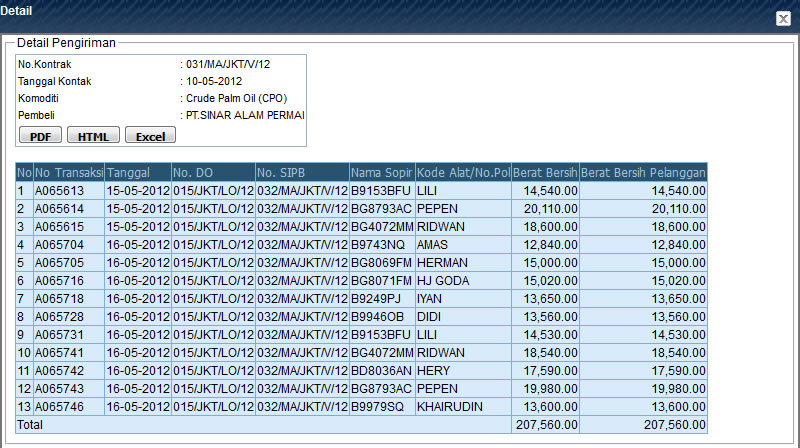 Detail
Detail Pengiriman
No.Kontrak : 031/MA/JKT/V/12
Tanggal Kontak : 10-05-2012
Komoditi : Crude Palm Oil (CPO)
Pembeli : PT.SINAR ALAM PERMAI
PDF HTML Excel
No No Transaksi Tanggal No. DO No. SIPB Nama Sopir Kode Alat/No.Pol Berat Bersih Berat Bersih Pelanggan
1 A065613 15-05-2012 015/JKT/LO/12 032/MA/JKT/V/12 B9153BFU LILI 14,540.00 14,540.00
2 A065614 15-05-2012 015/JKT/LO/12 032/MA/JKT/V/12 BG8793AC PEPEN 20,110.00 20,110.00
3 A065615 15-05-2012 015/JKT/LO/12 032/MA/JKT/V/12 BG4072MM RIDWAN 18,600.00 18,600.00
4 A065704 16-05-2012 015/JKT/LO/12 032/MA/JKT/V/12 B9743NQ AMAS 12,840.00 12,840.00
5 A065705 16-05-2012 015/JKT/LO/12 032/MA/JKT/V/12 BG8069FM HERMAN 15,000.00 15,000.00
6 A065716 16-05-2012 015/JKT/LO/12 032/MA/JKT/V/12 BG8071FM HJ GODA 15,020.00 15,020.00
7 A065718 16-05-2012 015/JKT/LO/12 032/MA/JKT/V/12 B9249PJ IYAN 13,650.00 13,650.00
8 A065728 16-05-2012 015/JKT/LO/12 032/MA/JKT/V/12 B9946OB DIDI 13,560.00 13,560.00
9 A065731 16-05-2012 015/JKT/LO/12 032/MA/JKT/V/12 B9153BFU LILI 14,530.00 14,530.00
10 A065741 16-05-2012 015/JKT/LO/12 032/MA/JKT/V/12 BG4072MM RIDWAN 18,540.00 18,540.00
11 A065742 16-05-2012 015/JKT/LO/12 032/MA/JKT/V/12 BD8036AN HERY 17,590.00 17,590.00
12 A065743 16-05-2012 015/JKT/LO/12 032/MA/JKT/V/12 BG8793AC PEPEN 19,980.00 19,980.00
13 A065746 16-05-2012 015/JKT/LO/12 032/MA/JKT/V/12 B9979SQ KHAIRUDIN 13,600.00 13,600.00
Total 207,560.00 207,560.00